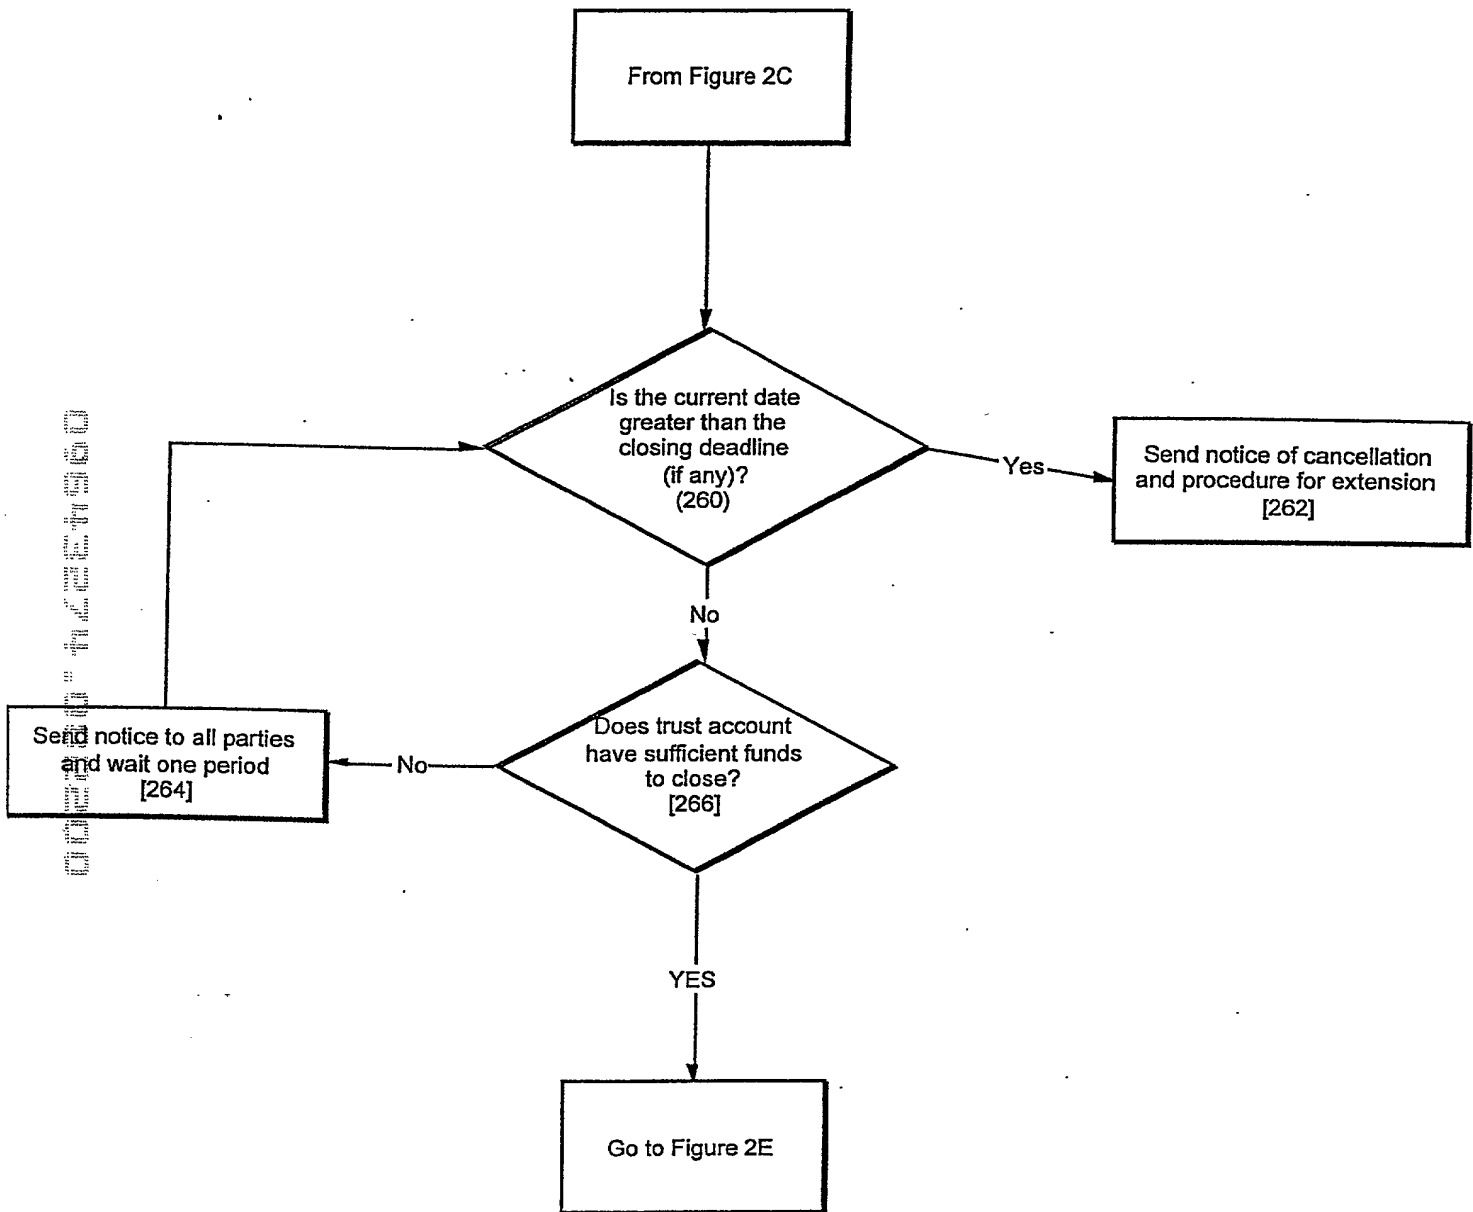 From Figure 2C
Is the current date
greater than the
closing deadline
(if any)?
(260)
Yes
Send notice of cancellation
and procedure for extension
[262]
No
Does trust account
have sufficient funds
to close?
[266]
No
Send notice to all parties
and wait one period
[264]
YES
Go to Figure 2E